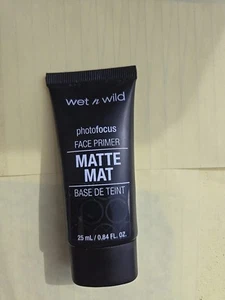 wet n wild
photofocus
FACE PRIMER
MATTE
MAT
BASE DE TEINT
25 mL / 0.84 FL. OZ.